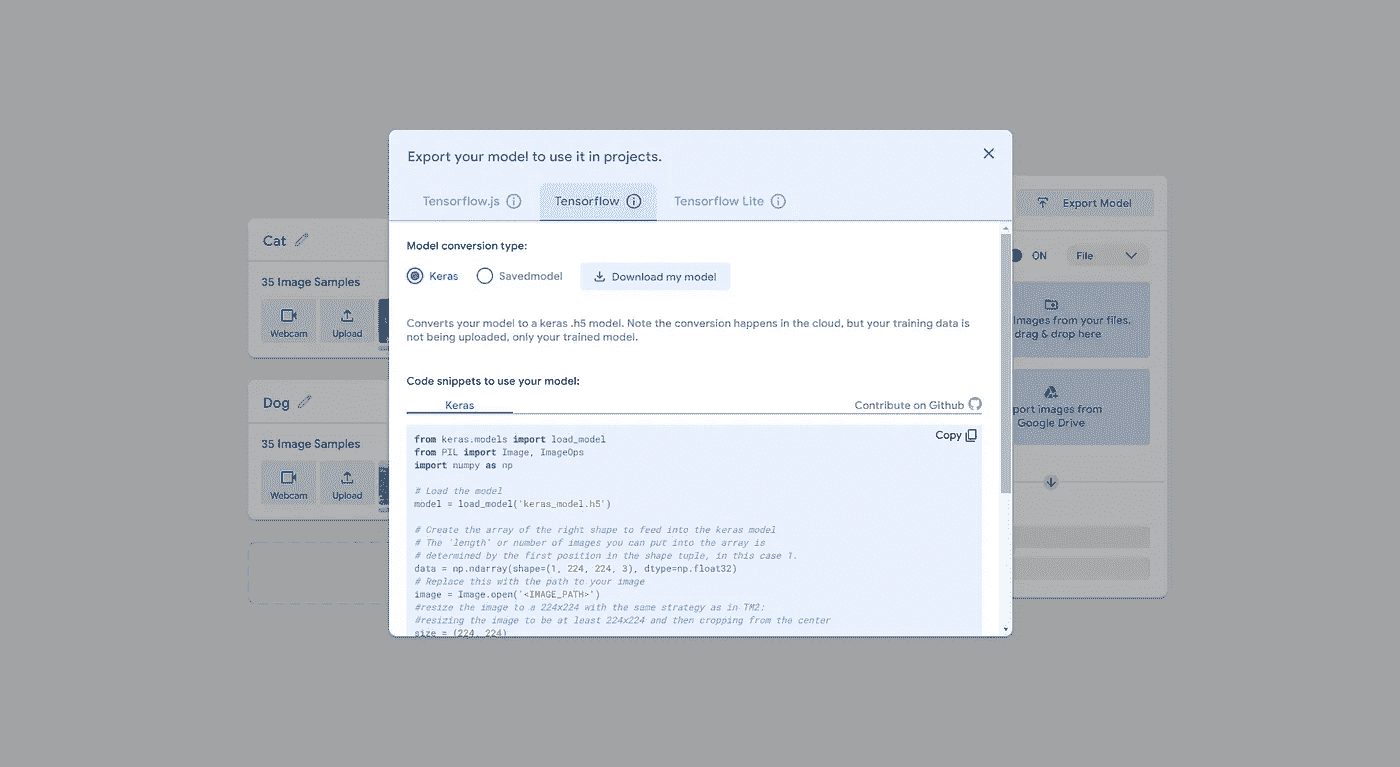 Export your model to use it in projects.
Tensorflow.js
Tensorflow
Tensorflow Lite
Model conversion type:
Keras
Savedmodel
Download my model
Converts your model to a keras .h5 model. Note the conversion happens in the cloud, but your training data is
not being uploaded, only your trained model.
Code snippets to use your model:
Keras
Contribute on Github
Copy
from keras.models import load_model
from PIL import Image, ImageOps
import numpy as np
# Load the model
model = load_model('keras_model.h5')
# Create the array of the right shape to feed into the keras model
# The 'length' or number of images you can put into the array is
# determined by the first position in the shape tuple, in this case 1.
data = np.ndarray(shape=(1, 224, 224, 3), dtype=np.float32)
# Replace this with the path to your image
image = Image.open('<IMAGE_PATH>')
#resize the image to a 224x224 with the same strategy as in TM2:
#resizing the image to be at least 224x224 and then cropping from the center
size = (224, 224)
Cat
35 Image Samples
Webcam
Upload
Dog
35 Image Samples
Webcam
Upload
Export Model
ON
File
images from your files,
drag & drop here
port images from
Google Drive